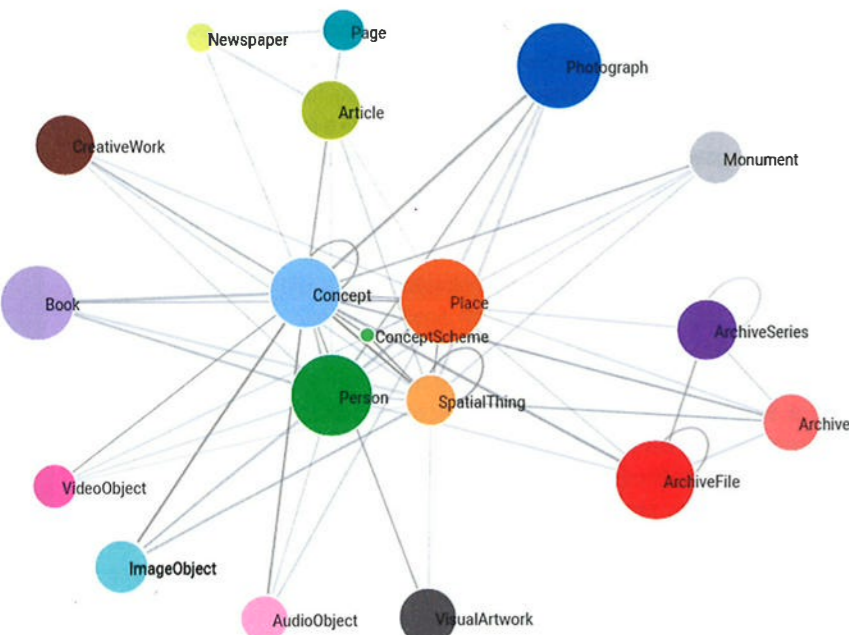 Newspaper
Page
Photograph
Article
CreativeWork
Monument
Concept
Place
Book
ArchiveSeries
ConceptScheme
Person
SpatialThing
Archive
ArchiveFile
VideoObject
ImageObject
AudioObject
VisualArtwork